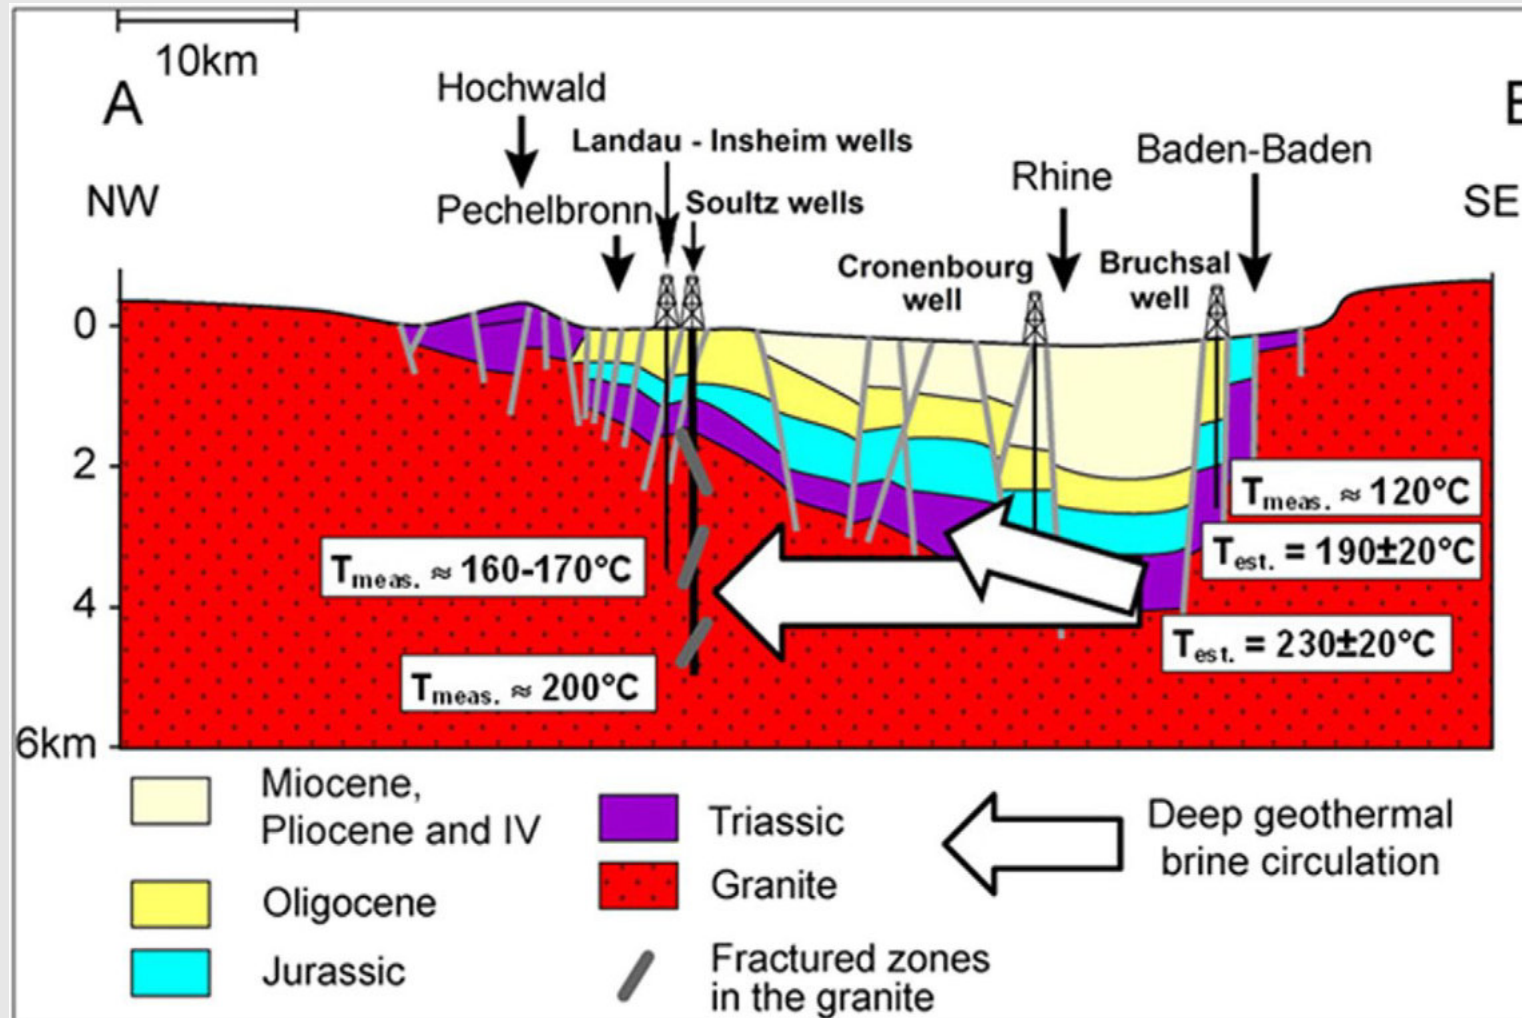 10km
A
B
NW
SE
Hochwald
Landau - Insheim wells
Pechelbronn
Soultz wells
Cronenbourg
well
Rhine
Bruchsal
well
Baden-Baden
0
2
4
6km
Tmeas. ≈ 120°C
Test. = 190±20°C
Tmeas. ≈ 160-170°C
Test. = 230±20°C
Tmeas. ≈ 200°C
Miocene,
Pliocene and IV
Oligocene
Jurassic
Triassic
Granite
Fractured zones
in the granite
Deep geothermal
brine circulation